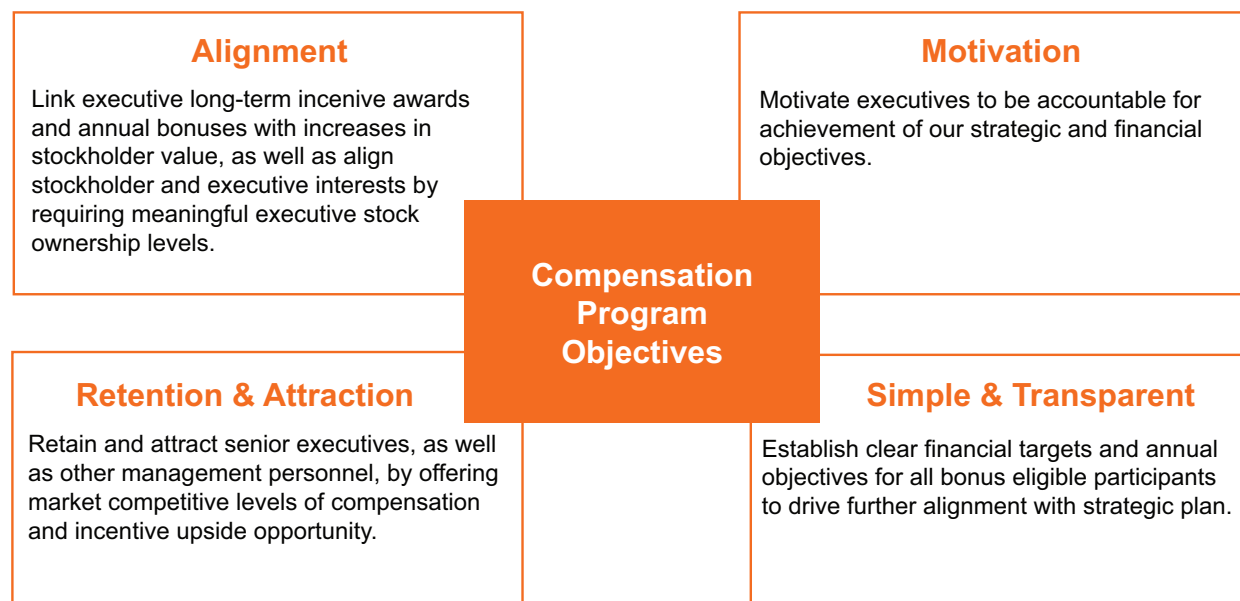 Alignment
Link executive long-term incenive awards
and annual bonuses with increases in
stockholder value, as well as align
stockholder and executive interests by
requiring meaningful executive stock
ownership levels.
Motivation
Motivate executives to be accountable for
achievement of our strategic and financial
objectives.
Compensation
Program
Objectives
Retention & Attraction
Retain and attract senior executives, as well
as other management personnel, by offering
market competitive levels of compensation
and incentive upside opportunity.
Simple & Transparent
Establish clear financial targets and annual
objectives for all bonus eligible participants
to drive further alignment with strategic plan.